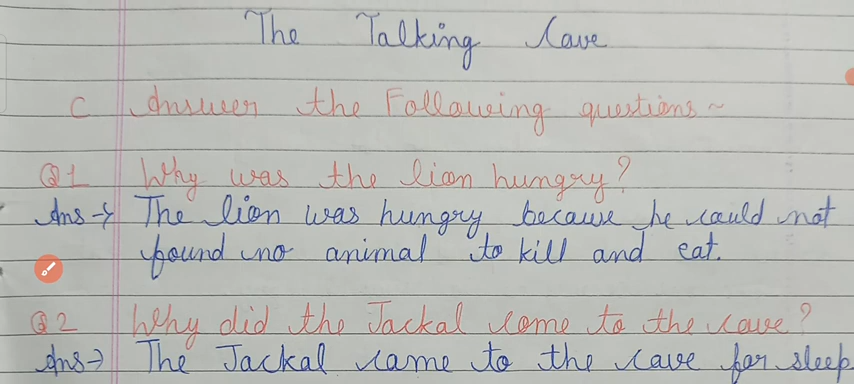 The Talking Cave
C Answer the Following questions~
Q1 Why was the lion hungry?
Ans→ The lion was hungry because he could not
found no animal to kill and eat.
Q2 Why did the Jackal come to the cave?
Ans→ The Jackal came to the cave for sleep